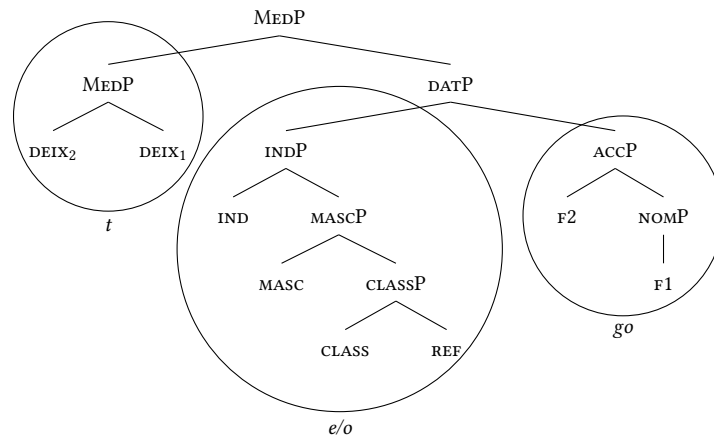 MedP
MedP datP
deix₂ deix₁ indP accP
t ind mascP f2 nomP
masc classP f1
class ref go
e/o